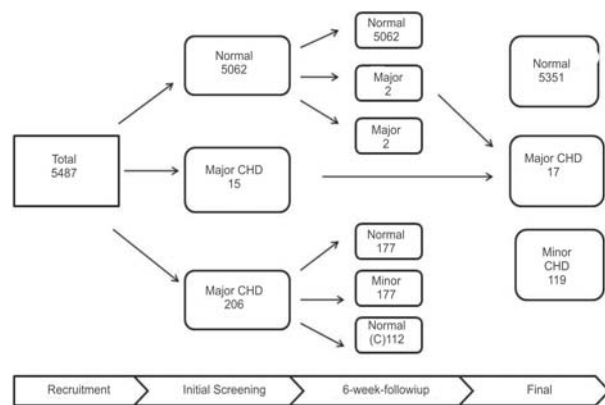 Normal
5062
Normal
5062
Major
2
Major
2
Normal
5351
Total
5487
Major CHD
15
Major CHD
17
Major CHD
206
Normal
177
Minor
177
Normal
(C)112
Minor
CHD
119
Recruitment
Initial Screening
6-week-followiup
Final